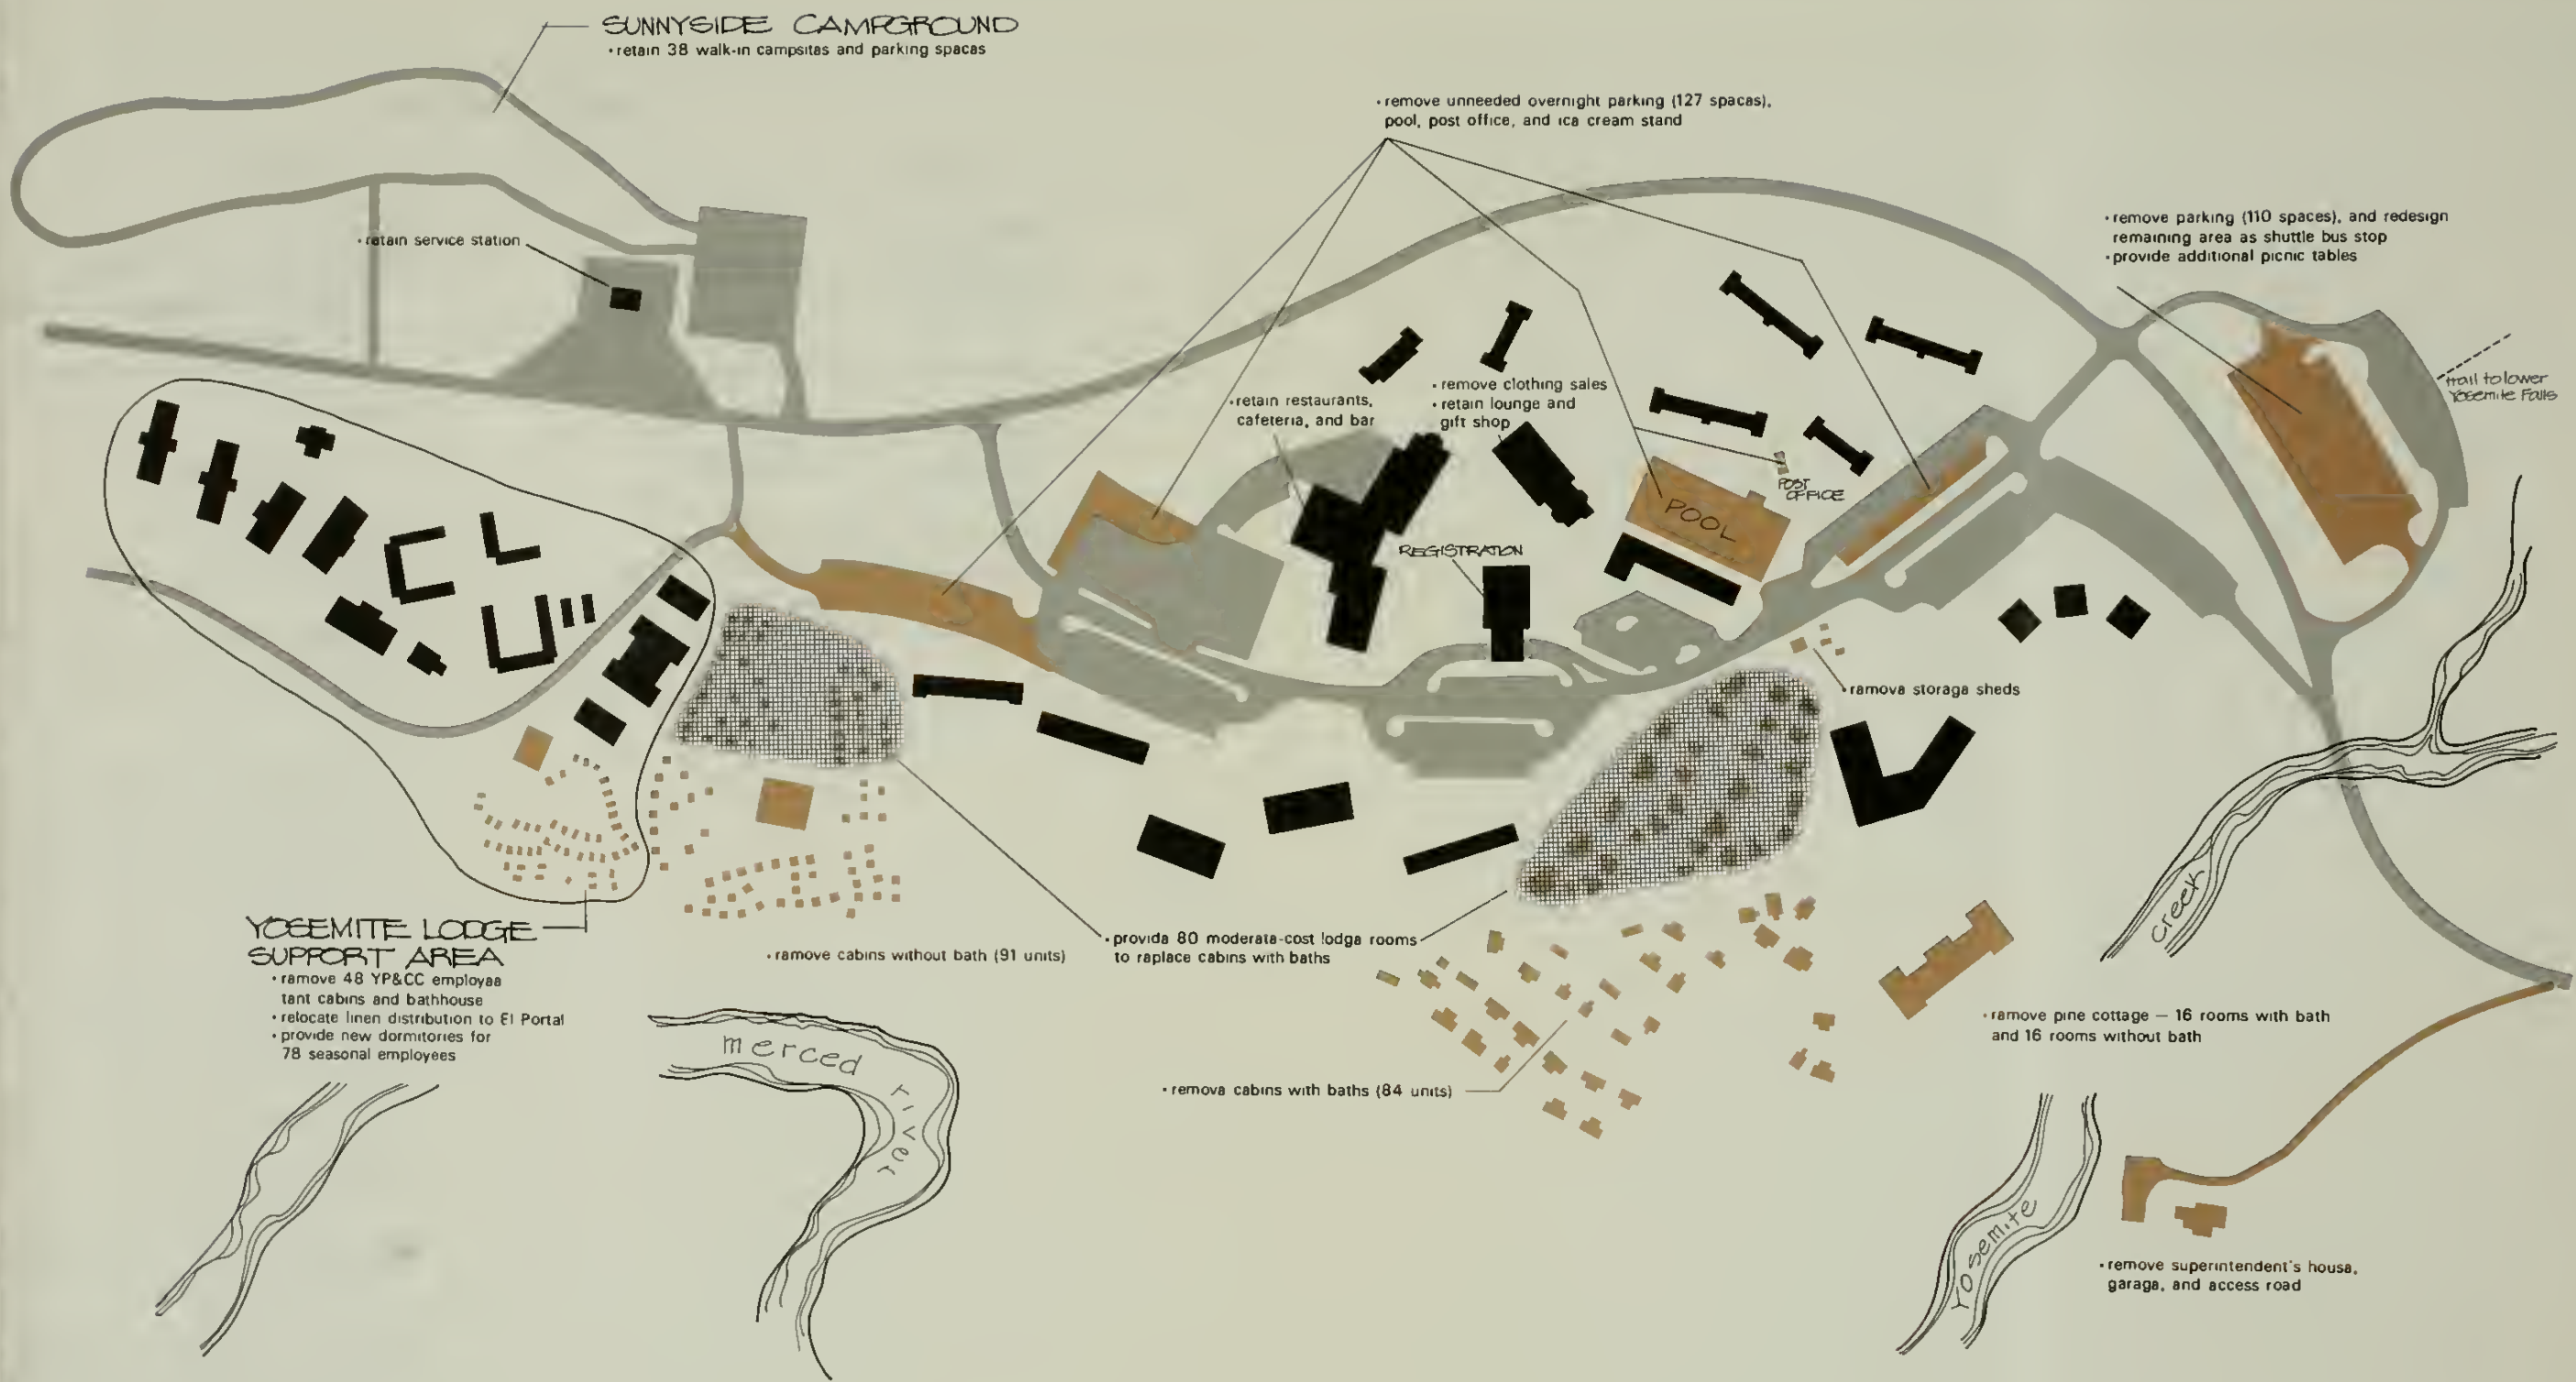 SUNNYSIDE CAMPGROUND
• retain 38 walk-in campsitas and parking spacas
• remove unneeded overnight parking (127 spacas),
pool, post office, and ica cream stand
• remove parking (110 spaces), and redesign
remaining area as shuttle bus stop
• provide additional picnic tables
• retain service station
trail to lower
Yosemite Falls
• retain restaurants,
cafeteria, and bar
• remove clothing sales
• retain lounge and
gift shop
POST
OFFICE
POOL
REGISTRATION
• ramova storaga sheds
Creek
YOSEMITE LODGE
SUPPORT AREA
• ramove 48 YP&CC employaa
tant cabins and bathhouse
• relocate linen distribution to El Portal
• provide new dormitories for
78 seasonal employees
• ramove cabins without bath (91 units)
• provida 80 moderata-cost lodga rooms
to raplace cabins with baths
• ramove pine cottage — 16 rooms with bath
and 16 rooms without bath
merced
river
• remova cabins with baths (84 units)
Yosemite
• remove superintendent's housa,
garaga, and access road